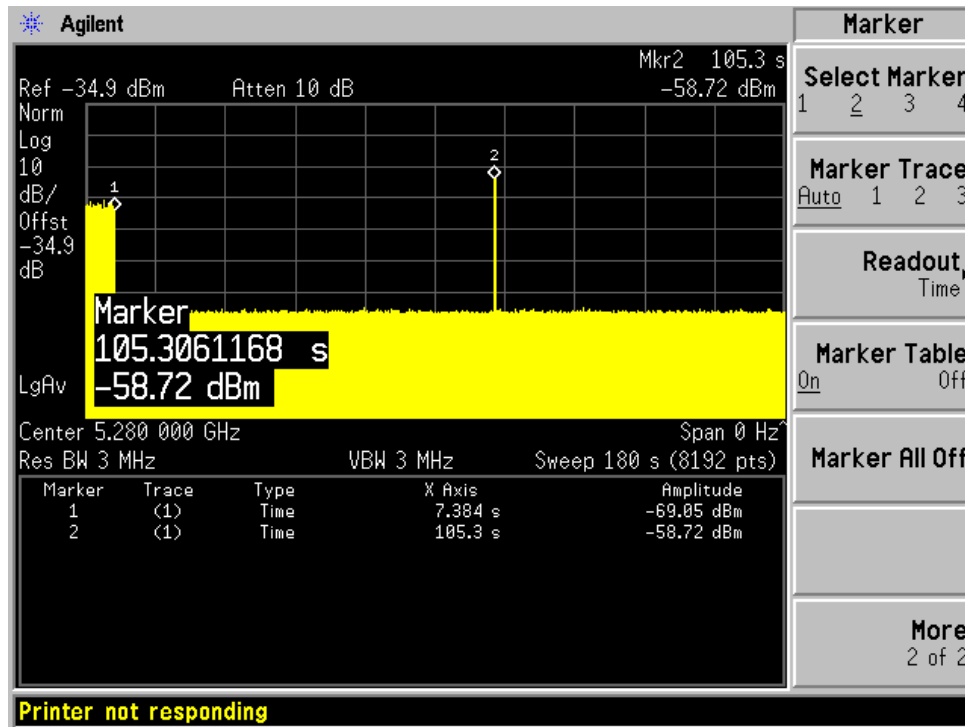 Agilent
Mkr2 105.3 s
Ref -34.9 dBm Atten 10 dB -58.72 dBm
Norm
Log
10
dB/
Offst
-34.9
dB
LgAv
1
2
Marker
105.3061168 s
-58.72 dBm
Center 5.280 000 GHz Span 0 Hz^
Res BW 3 MHz VBW 3 MHz Sweep 180 s (8192 pts)
Marker Trace Type X Axis Amplitude
1 (1) Time 7.384 s -69.05 dBm
2 (1) Time 105.3 s -58.72 dBm
Printer not responding
Marker
Select Marker
1 2 3 4
Marker Trace
Auto 1 2 3
Readout
Time
Marker Table
On Off
Marker All Off
More
2 of 2